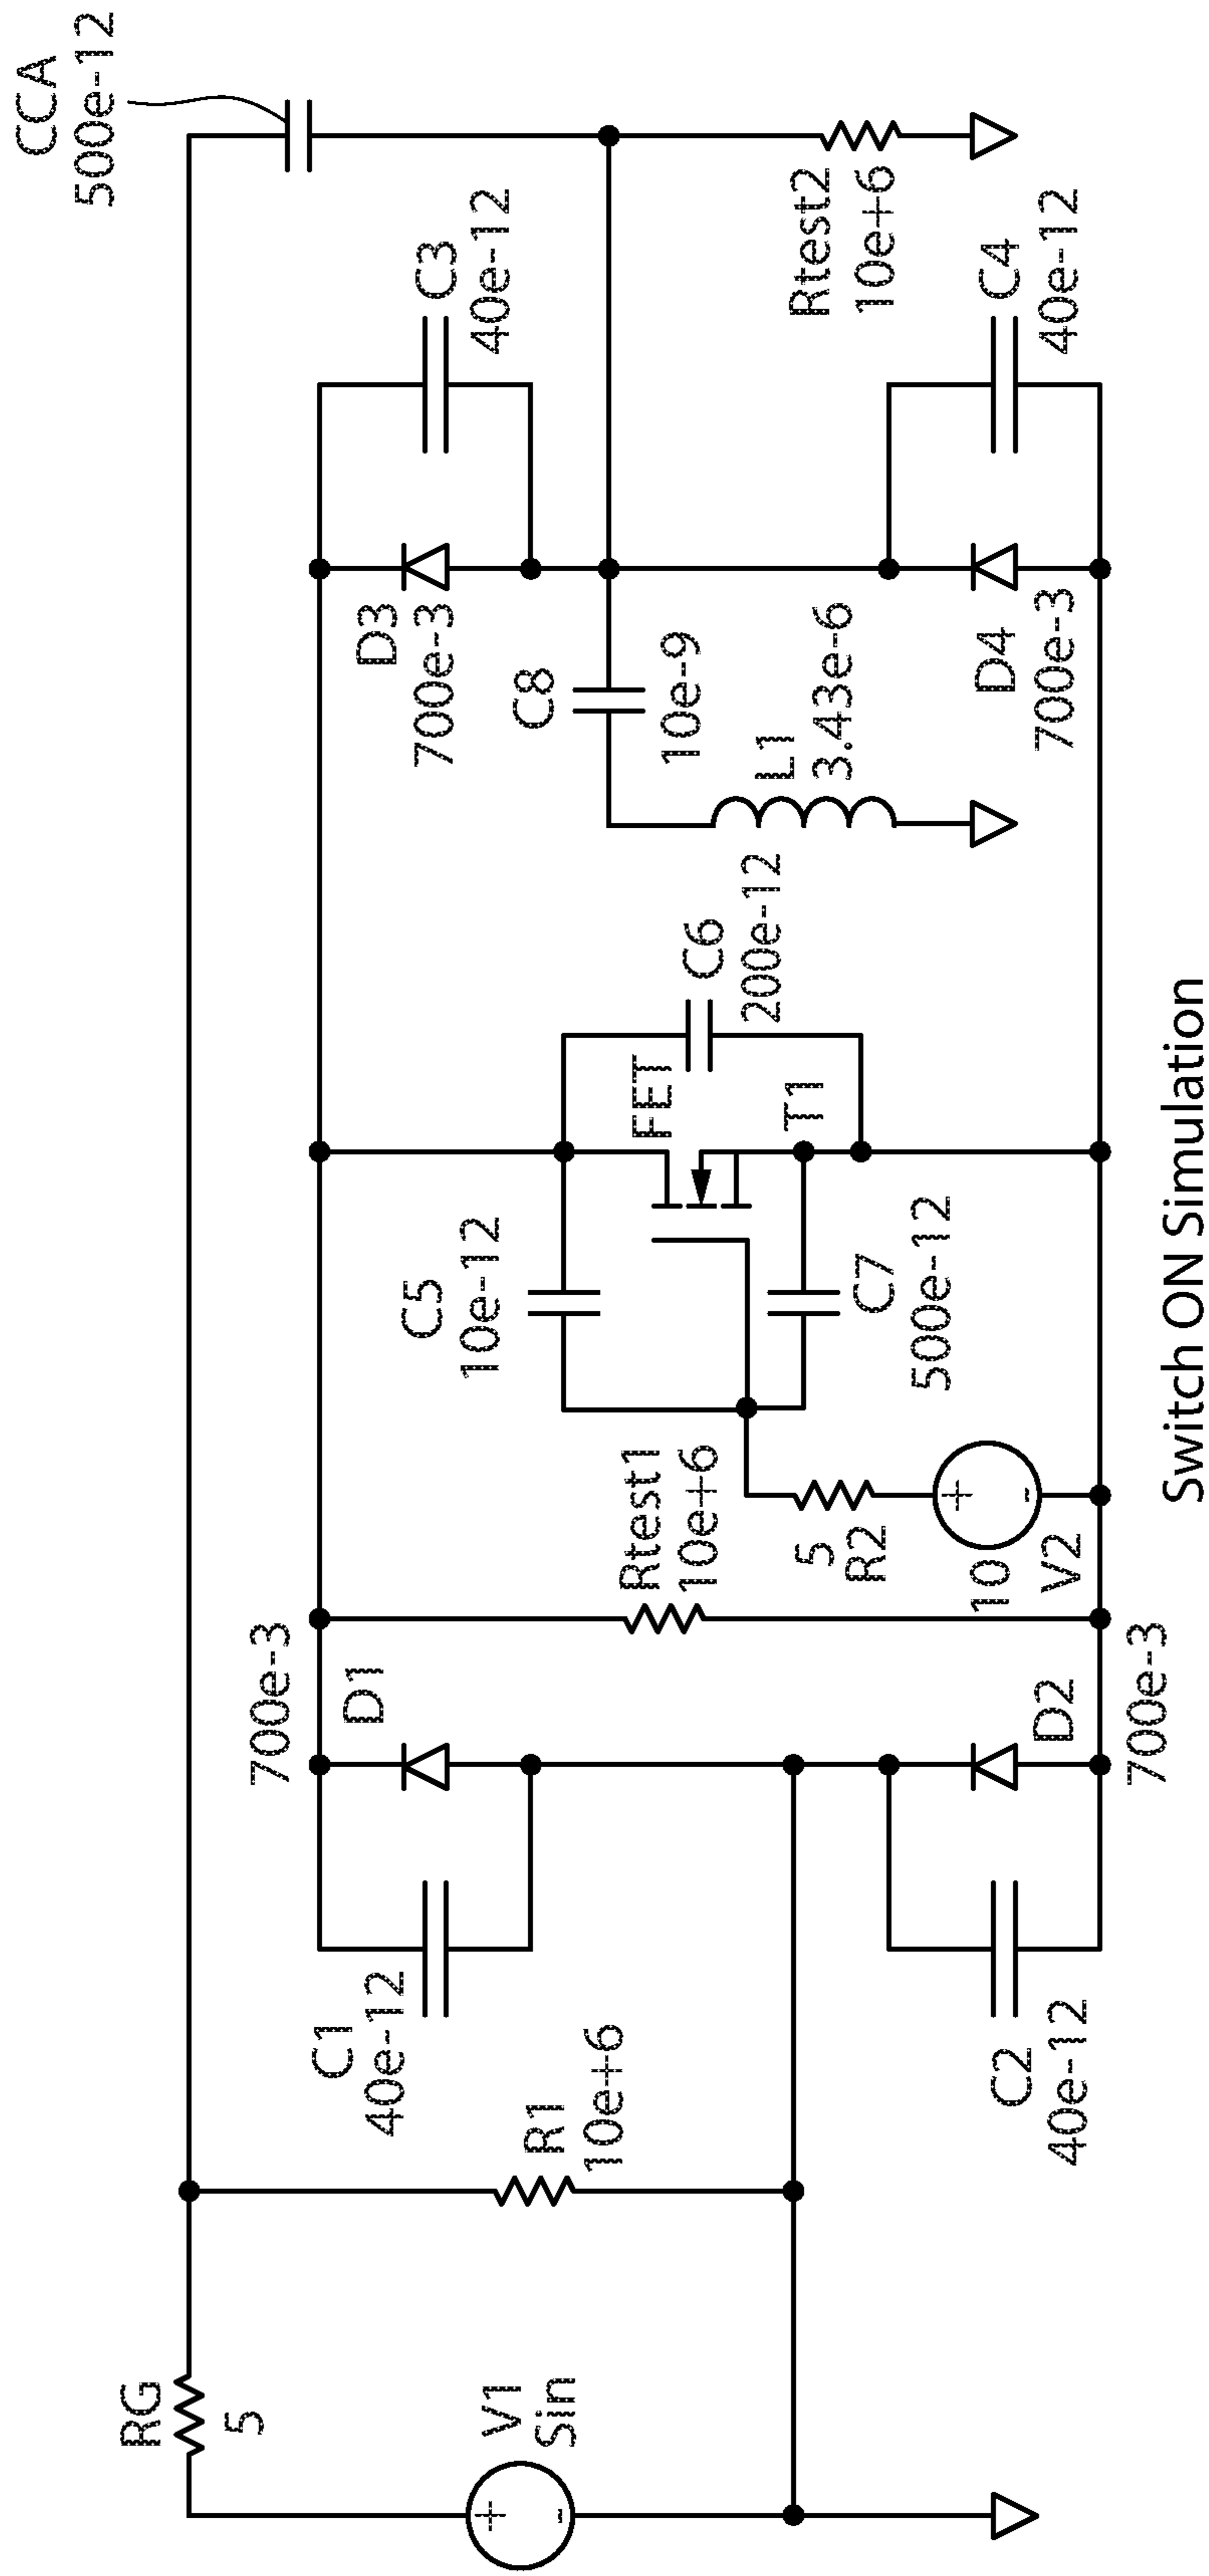 CCA
500e-12
C3
40e-12
Rtest2
10e+6
C4
40e-12
D3
700e-3
C8
10e-9
L1
3.43e-6
D4
700e-3
C6
200e-12
FET
T1
C5
10e-12
C7
500e-12
Rtest1
10e+6
5
R2
+
-
10
V2
700e-3
D1
D2
700e-3
C1
40e-12
R1
10e+6
C2
40e-12
RG
5
V1
Sin
+
-
Switch ON Simulation